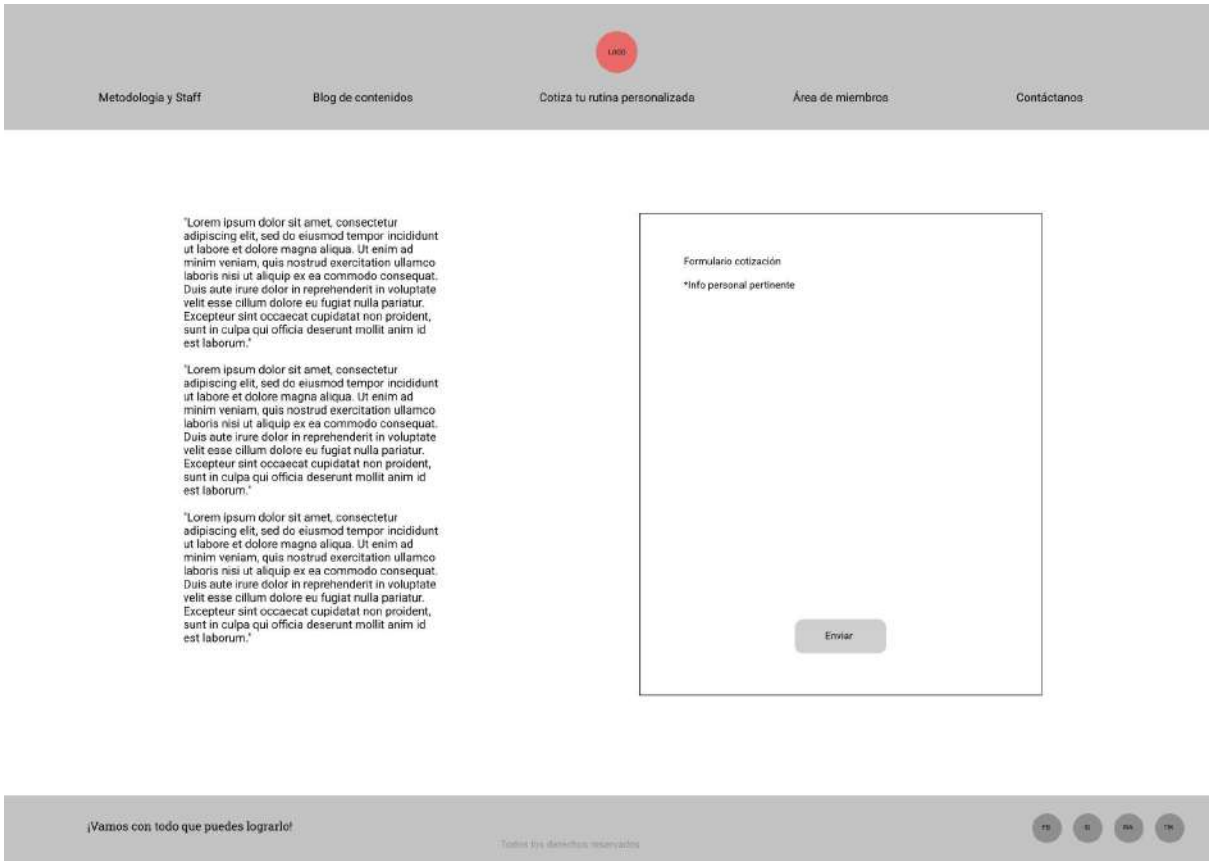 LOGO
Metodología y Staff
Blog de contenidos
Cotiza tu rutina personalizada
Área de miembros
Contáctanos
"Lorem ipsum dolor sit amet, consectetur
adipiscing elit, sed do eiusmod tempor incididunt
ut labore et dolore magna aliqua. Ut enim ad
minim veniam, quis nostrud exercitation ullamco
laboris nisi ut aliquip ex ea commodo consequat.
Duis aute irure dolor in reprehenderit in voluptate
velit esse cillum dolore eu fugiat nulla pariatur.
Excepteur sint occaecat cupidatat non proident,
sunt in culpa qui officia deserunt mollit anim id
est laborum."
"Lorem ipsum dolor sit amet, consectetur
adipiscing elit, sed do eiusmod tempor incididunt
ut labore et dolore magna aliqua. Ut enim ad
minim veniam, quis nostrud exercitation ullamco
laboris nisi ut aliquip ex ea commodo consequat.
Duis aute irure dolor in reprehenderit in voluptate
velit esse cillum dolore eu fugiat nulla pariatur.
Excepteur sint occaecat cupidatat non proident,
sunt in culpa qui officia deserunt mollit anim id
est laborum."
"Lorem ipsum dolor sit amet, consectetur
adipiscing elit, sed do eiusmod tempor incididunt
ut labore et dolore magna aliqua. Ut enim ad
minim veniam, quis nostrud exercitation ullamco
laboris nisi ut aliquip ex ea commodo consequat.
Duis aute irure dolor in reprehenderit in voluptate
velit esse cillum dolore eu fugiat nulla pariatur.
Excepteur sint occaecat cupidatat non proident,
sunt in culpa qui officia deserunt mollit anim id
est laborum."
Formulario cotización
*Info personal pertinente
Enviar
¡Vamos con todo que puedes lograrlo!
Todos los derechos reservados
FB